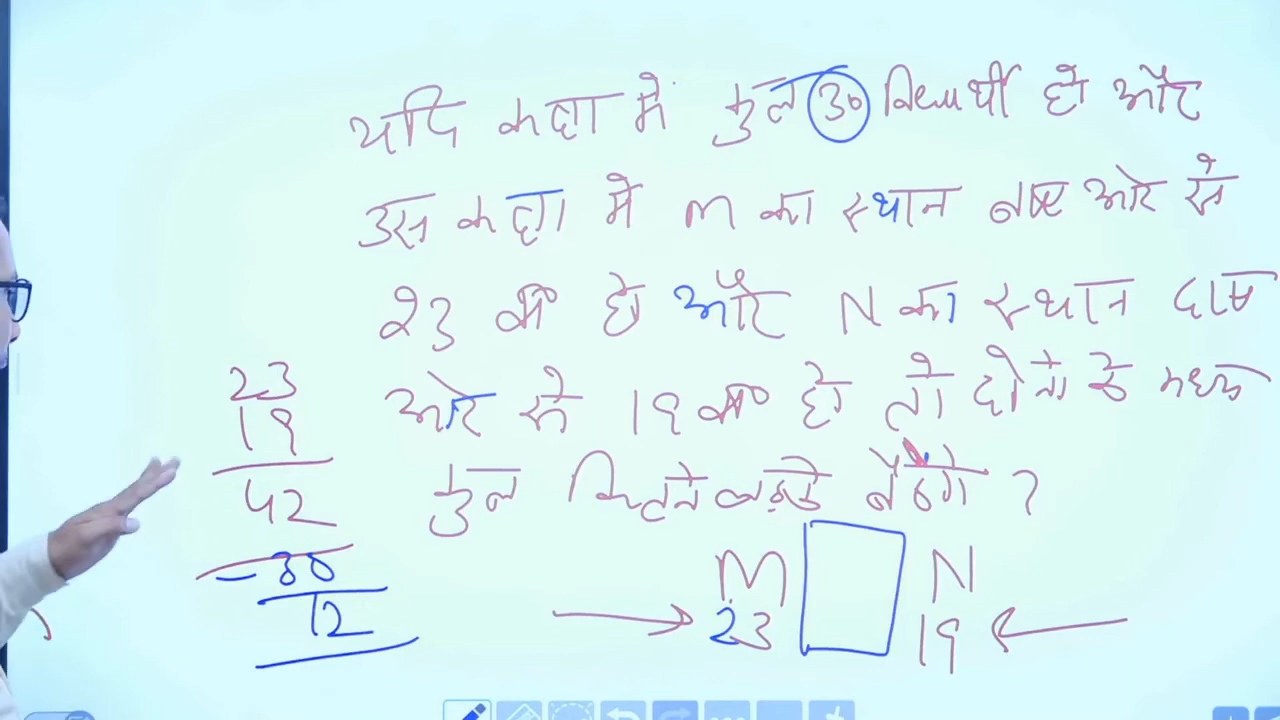 यदि कक्षा में कुल 30 विद्यार्थी हो और
उस कक्षा में M का स्थान बाएं ओर से
23 वीं हो और N का स्थान दाएं
ओर से 19 वीं हो तो दोनो के मध्य
कुल कितने लड़के बैठेंगे ?
23
19
42
- 30
12
M N
23 19